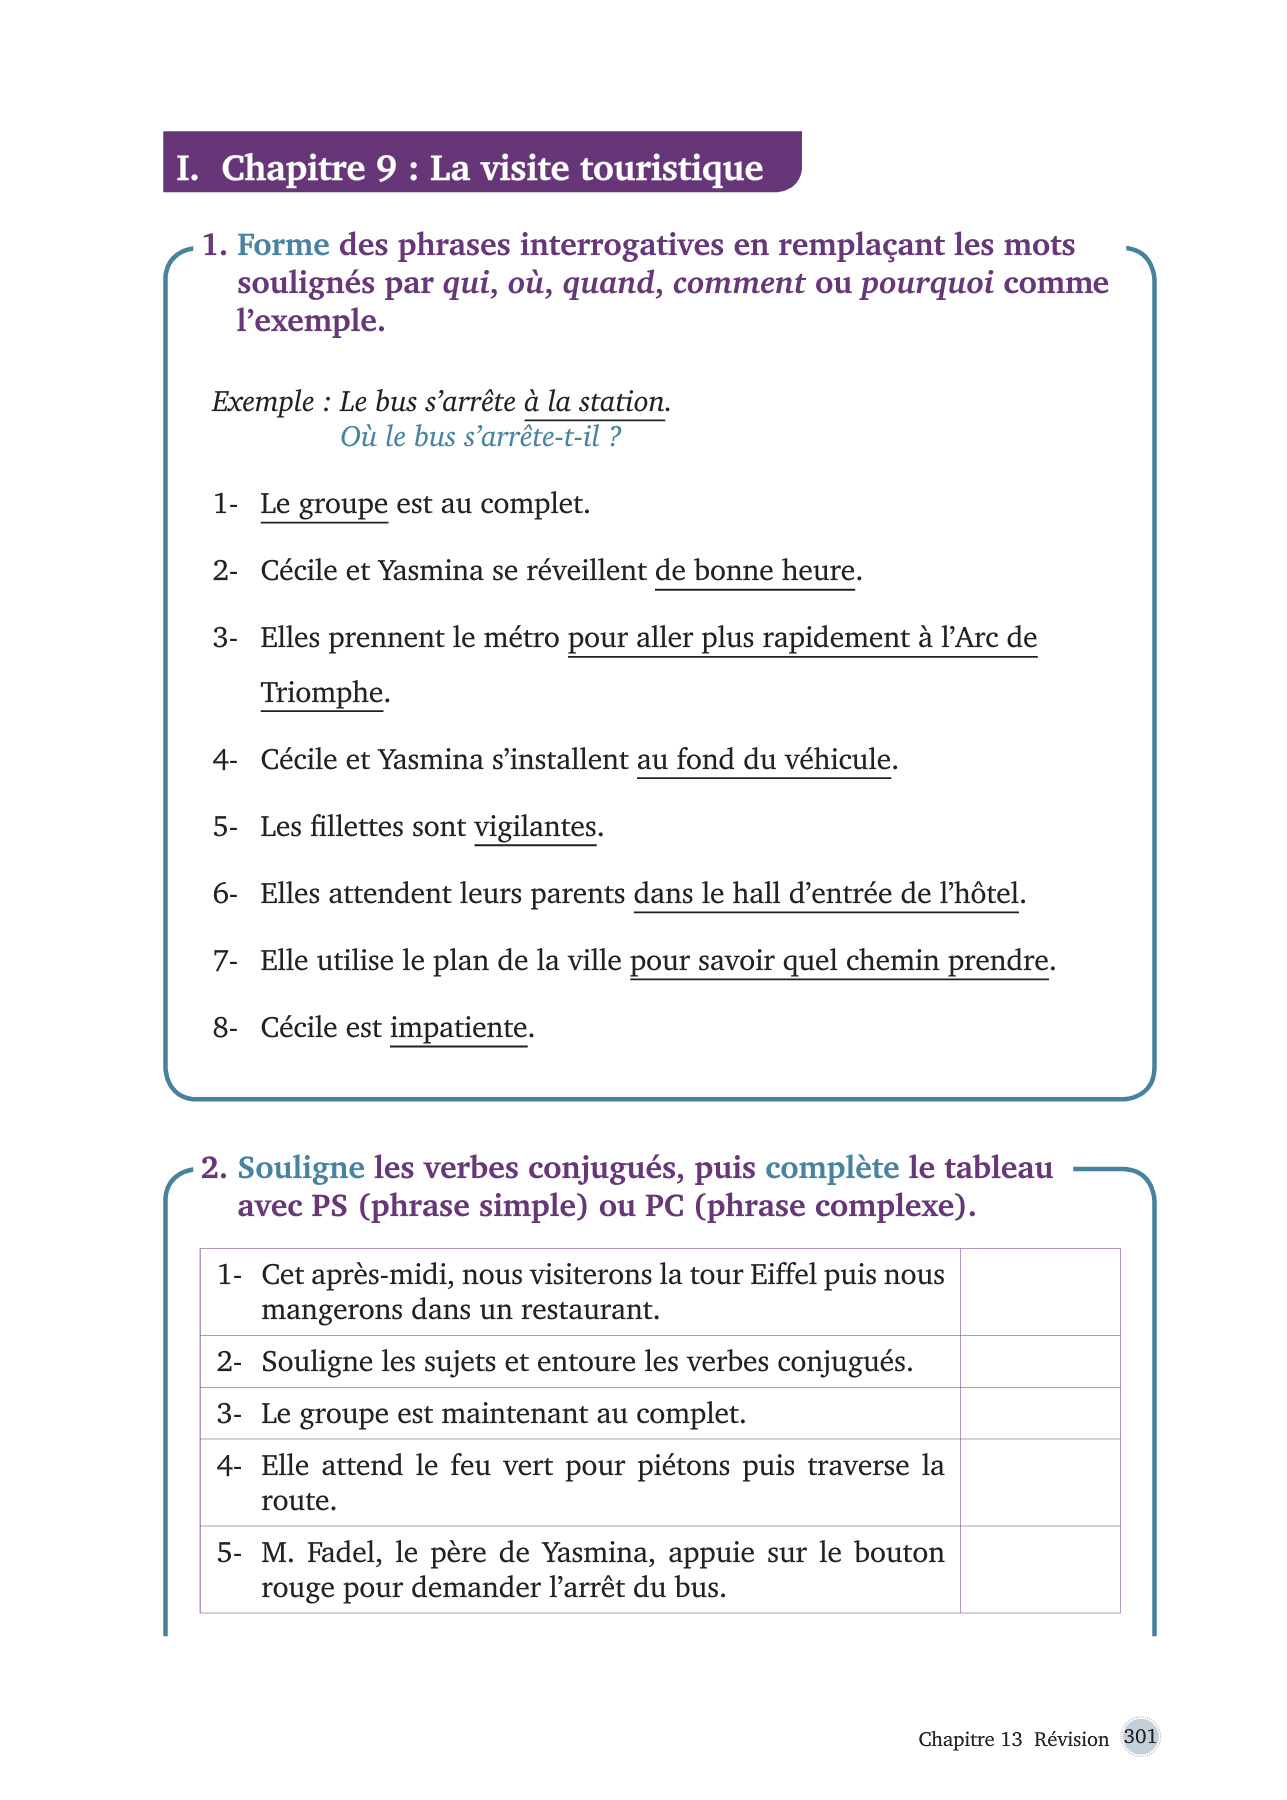 I. Chapitre 9 : La visite touristique
1. Forme des phrases interrogatives en remplaçant les mots
soulignés par qui, où, quand, comment ou pourquoi comme
l’exemple.
Exemple : Le bus s’arrête à la station.
Où le bus s’arrête-t-il ?
1- Le groupe est au complet.
2- Cécile et Yasmina se réveillent de bonne heure.
3- Elles prennent le métro pour aller plus rapidement à l’Arc de
Triomphe.
4- Cécile et Yasmina s’installent au fond du véhicule.
5- Les fillettes sont vigilantes.
6- Elles attendent leurs parents dans le hall d’entrée de l’hôtel.
7- Elle utilise le plan de la ville pour savoir quel chemin prendre.
8- Cécile est impatiente.
2. Souligne les verbes conjugués, puis complète le tableau
avec PS (phrase simple) ou PC (phrase complexe).
1- Cet après-midi, nous visiterons la tour Eiffel puis nous
mangerons dans un restaurant.
2- Souligne les sujets et entoure les verbes conjugués.
3- Le groupe est maintenant au complet.
4- Elle attend le feu vert pour piétons puis traverse la
route.
5- M. Fadel, le père de Yasmina, appuie sur le bouton
rouge pour demander l’arrêt du bus.
Chapitre 13 Révision 301